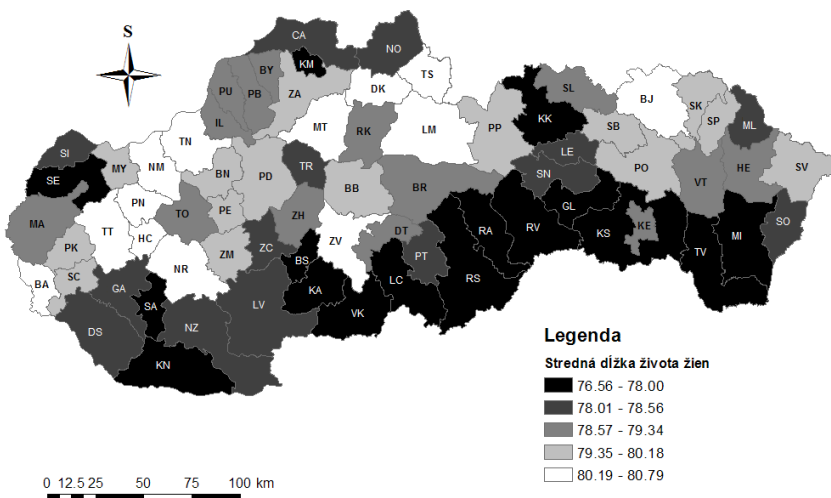 S
CA
NO
KM
TS
BY
DK
PU
PB
ZA
SL
BJ
SK
IL
MT
RK
LM
PP
KK
SB
SP
ML
TN
SI
MY
NM
BN
PD
TR
BB
BR
LE
SN
PO
VT
HE
SV
SE
PN
TO
PE
ZH
GL
MA
TT
HC
ZC
ZV
DT
PT
RA
RV
KS
KE
SO
PK
ZM
BS
RS
TV
MI
BA
SC
GA
NR
SA
KA
LC
VK
DS
NZ
LV
KN
Legenda
Stredná dĺžka života žien
76.56 - 78.00
78.01 - 78.56
78.57 - 79.34
79.35 - 80.18
80.19 - 80.79
0 12.5 25 50 75 100 km